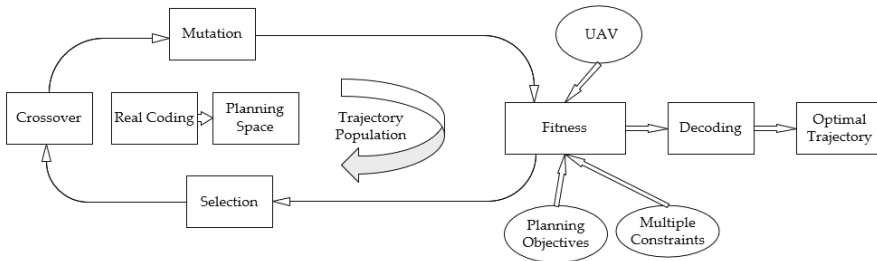 Mutation
UAV
Crossover
Real Coding
Planning
Space
Trajectory
Population
Fitness
Decoding
Optimal
Trajectory
Selection
Planning
Objectives
Multiple
Constraints